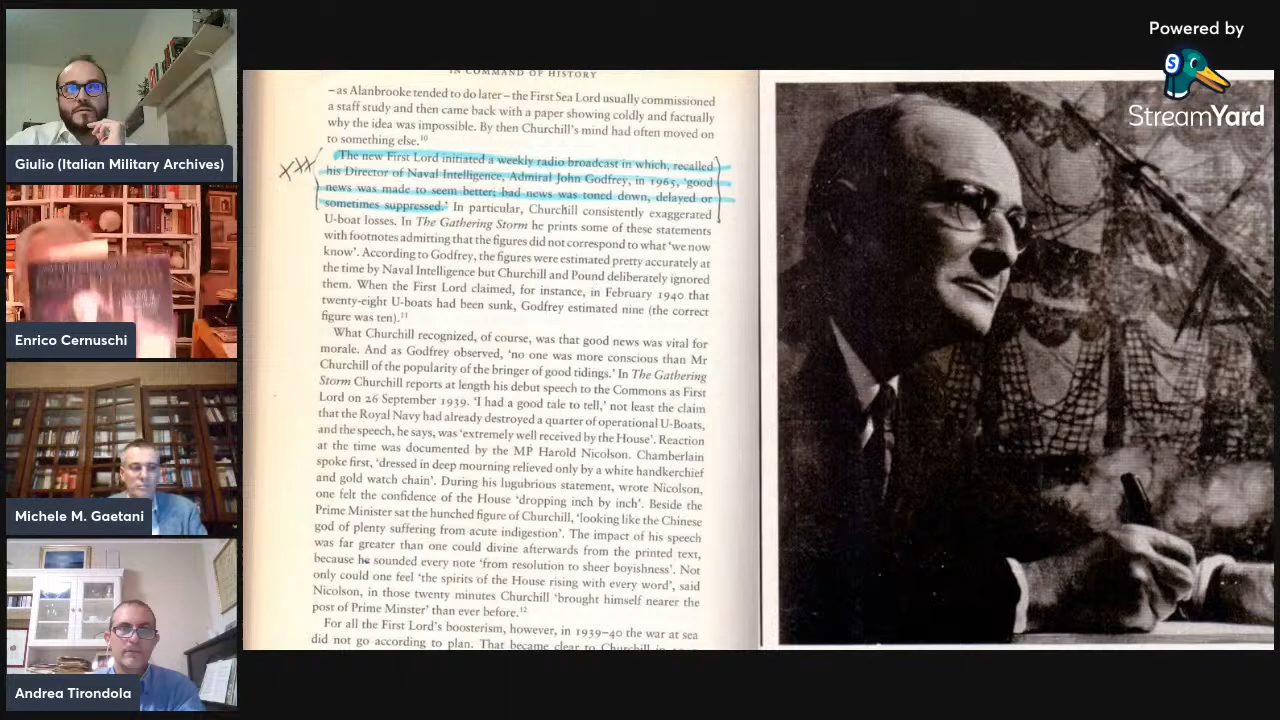 Giulio (Italian Military Archives)
Enrico Cernuschi
Michele M. Gaetani
Andrea Tirondola
IN COMMAND OF HISTORY
– as Alanbrooke tended to do later – the First Sea Lord usually commissioned
a staff study and then came back with a paper showing coldly and factually
why the idea was impossible. By then Churchill's mind had often moved on
to something else.10
The new First Lord initiated a weekly radio broadcast in which, recalled
his Director of Naval Intelligence, Admiral John Godfrey, in 1965, 'good
news was made to seem better; bad news was toned down, delayed or
sometimes suppressed.' In particular, Churchill consistently exaggerated
U-boat losses. In The Gathering Storm he prints some of these statements
with footnotes admitting that the figures did not correspond to what 'we now
know'. According to Godfrey, the figures were estimated pretty accurately at
the time by Naval Intelligence but Churchill and Pound deliberately ignored
them. When the First Lord claimed, for instance, in February 1940 that
twenty-eight U-boats had been sunk, Godfrey estimated nine (the correct
figure was ten).11
What Churchill recognized, of course, was that good news was vital for
morale. And as Godfrey observed, 'no one was more conscious than Mr
Churchill of the popularity of the bringer of good tidings.' In The Gathering
Storm Churchill reports at length his debut speech to the Commons as First
Lord on 26 September 1939. 'I had a good tale to tell,' not least the claim
that the Royal Navy had already destroyed a quarter of operational U-Boats,
and the speech, he says, was 'extremely well received by the House'. Reaction
at the time was documented by the MP Harold Nicolson. Chamberlain
spoke first, 'dressed in deep mourning relieved only by a white handkerchief
and gold watch chain'. During his lugubrious statement, wrote Nicolson,
one felt the confidence of the House 'dropping inch by inch'. Beside the
Prime Minister sat the hunched figure of Churchill, 'looking like the Chinese
god of plenty suffering from acute indigestion'. The impact of his speech
was far greater than one could divine afterwards from the printed text,
because he sounded every note 'from resolution to sheer boyishness'. Not
only could one feel 'the spirits of the House rising with every word', said
Nicolson, in those twenty minutes Churchill 'brought himself nearer the
post of Prime Minster' than ever before.12
For all the First Lord's boosterism, however, in 1939–40 the war at sea
did not go according to plan. That became clear to Churchill in
Powered by
S
StreamYard